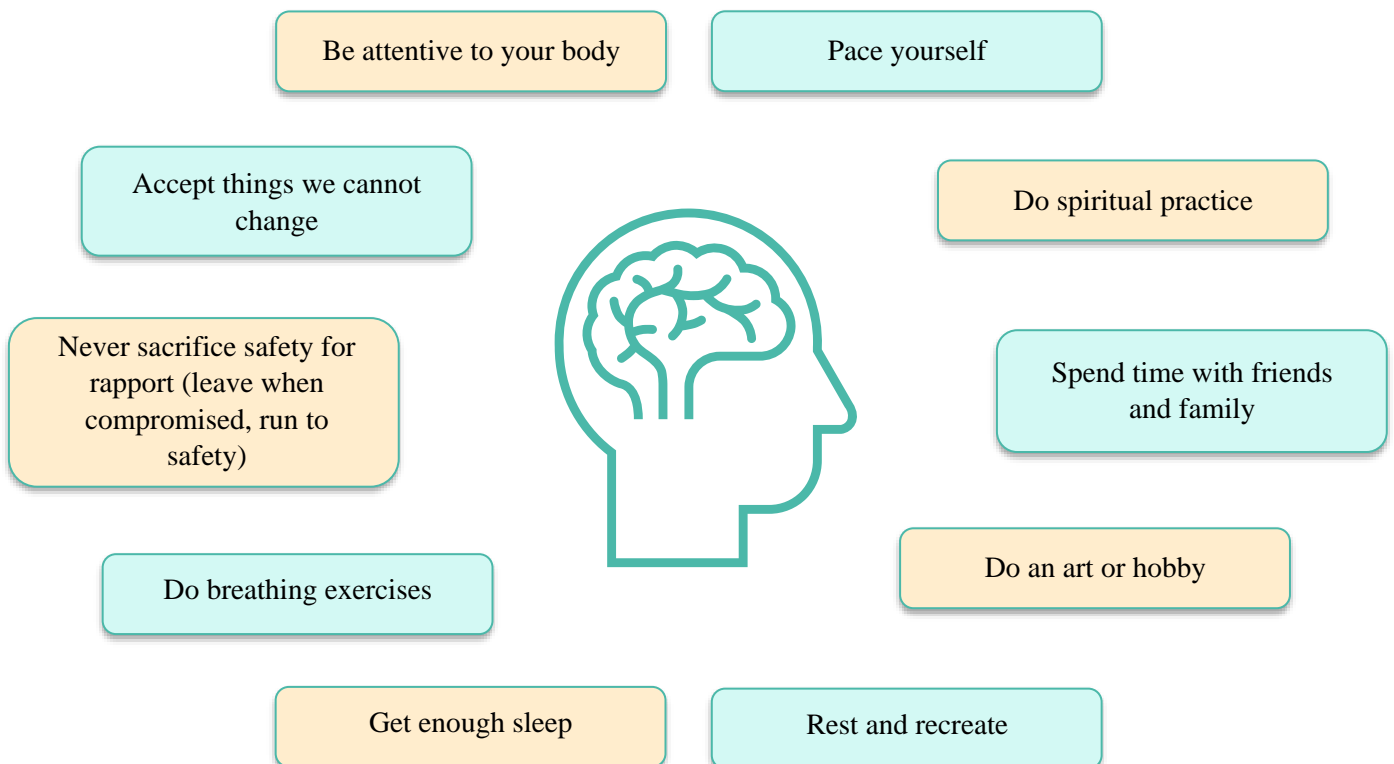 Be attentive to your body
Pace yourself
Accept things we cannot
change
Do spiritual practice
Never sacrifice safety for
rapport (leave when
compromised, run to
safety)
Spend time with friends
and family
Do an art or hobby
Do breathing exercises
Get enough sleep
Rest and recreate